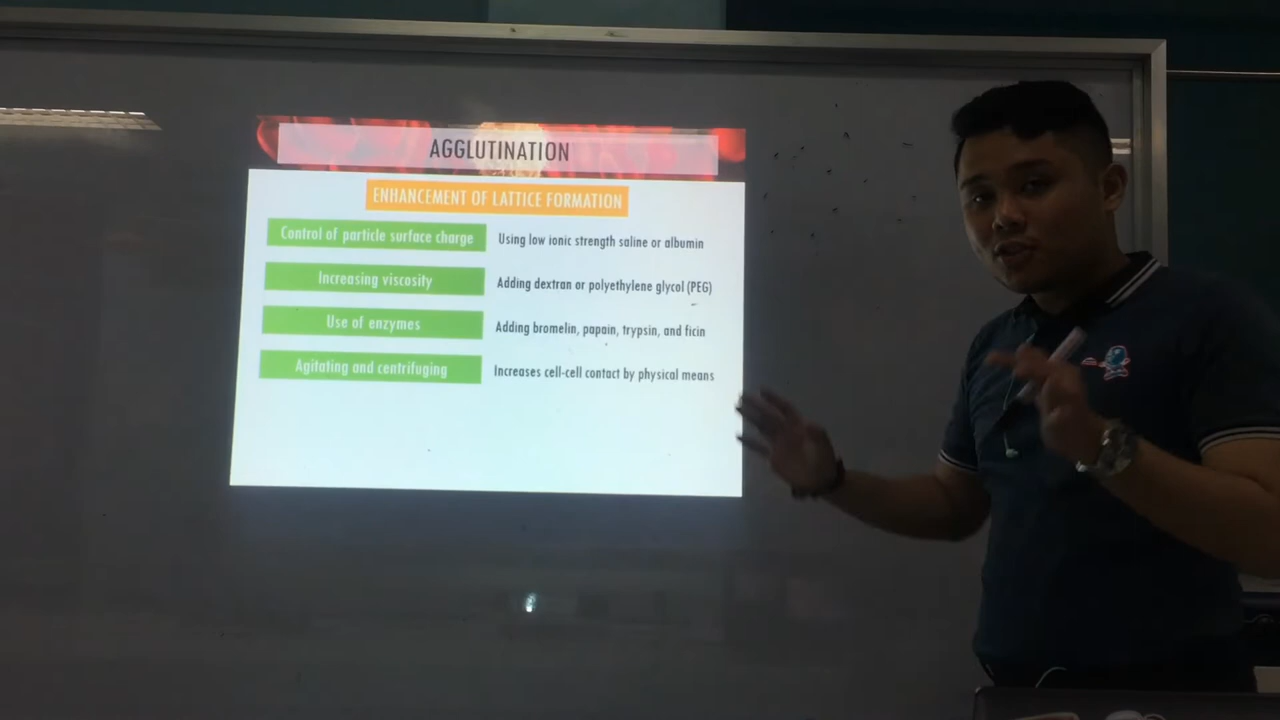 AGGLUTINATION
ENHANCEMENT OF LATTICE FORMATION
Control of particle surface charge Using low ionic strength saline or albumin
Increasing viscosity Adding dextran or polyethylene glycol (PEG)
Use of enzymes Adding bromelin, papain, trypsin, and ficin
Agitating and centrifuging Increases cell-cell contact by physical means